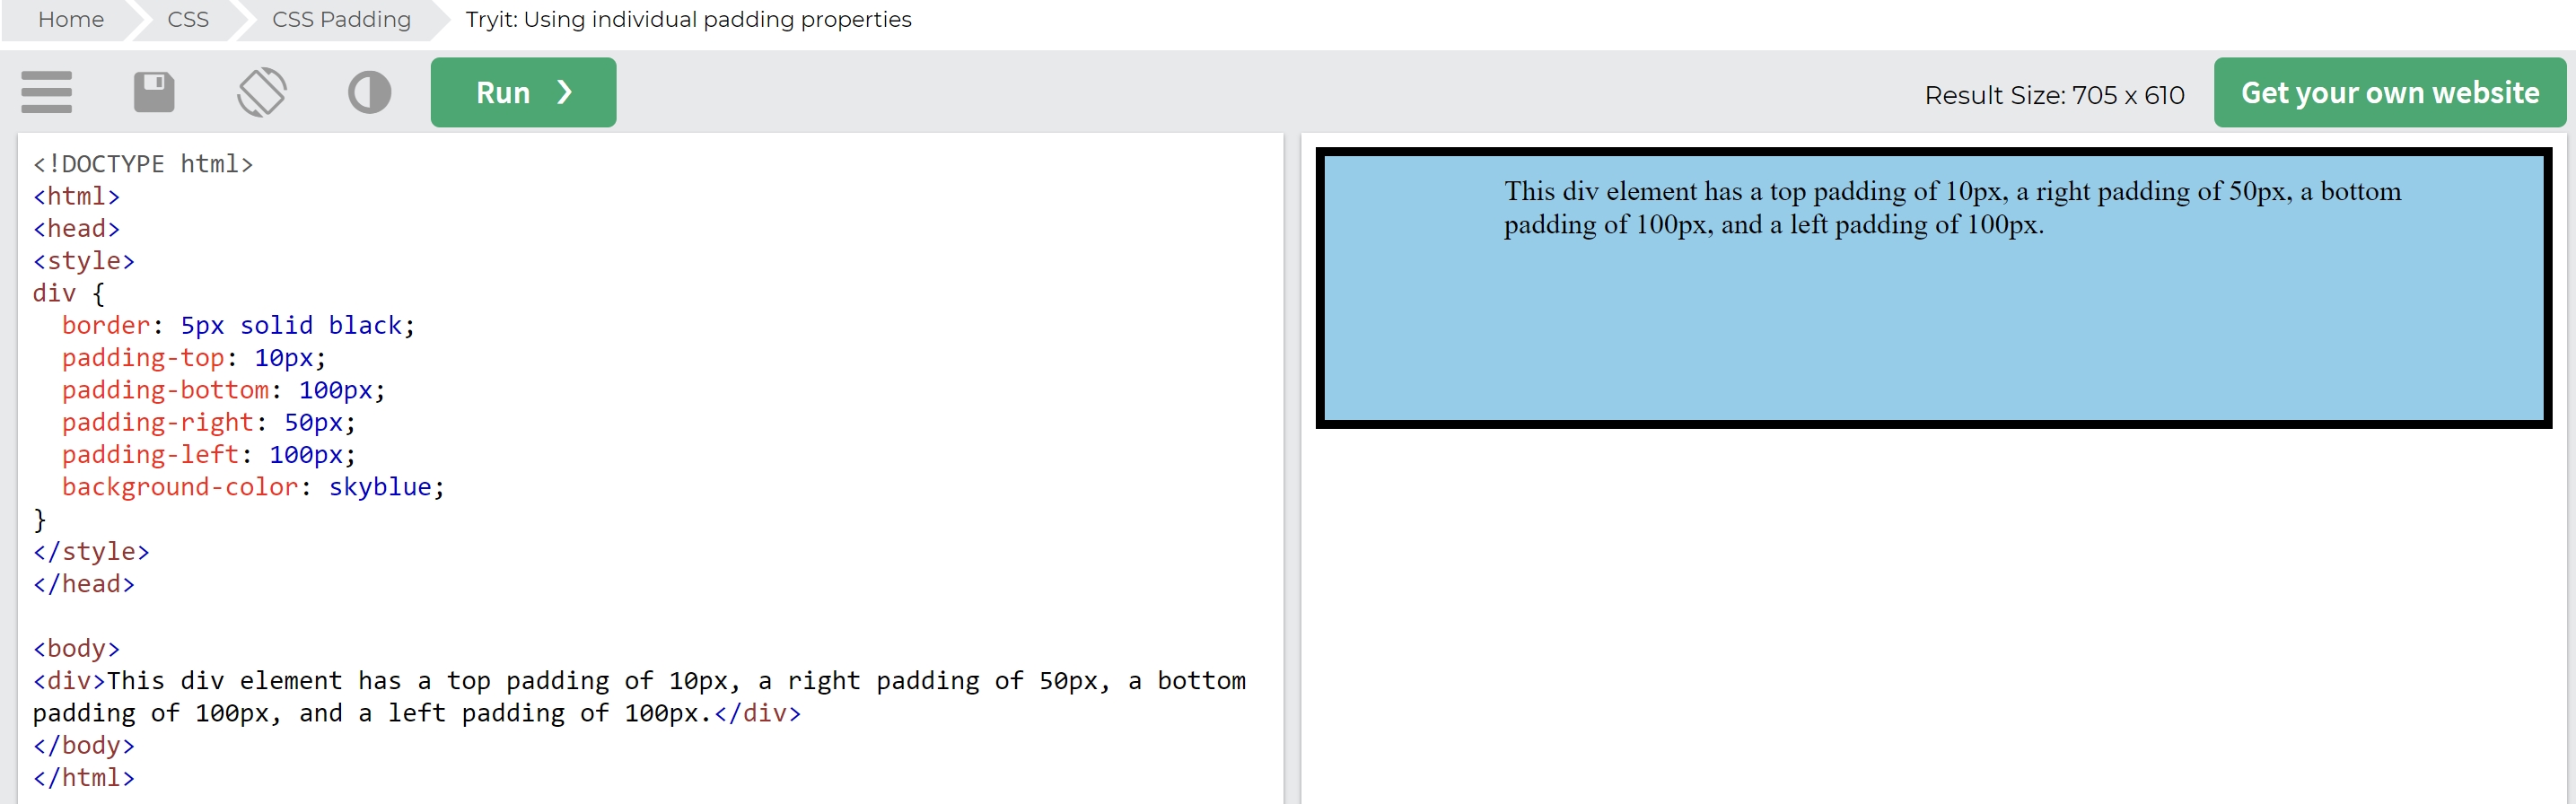 Home CSS CSS Padding Tryit: Using individual padding properties
Run ❯ Result Size: 705 x 610 Get your own website
<!DOCTYPE html>
<html>
<head>
<style>
div {
  border: 5px solid black;
  padding-top: 10px;
  padding-bottom: 100px;
  padding-right: 50px;
  padding-left: 100px;
  background-color: skyblue;
}
</style>
</head>

<body>
<div>This div element has a top padding of 10px, a right padding of 50px, a bottom
padding of 100px, and a left padding of 100px.</div>
</body>
</html>
This div element has a top padding of 10px, a right padding of 50px, a bottom
padding of 100px, and a left padding of 100px.